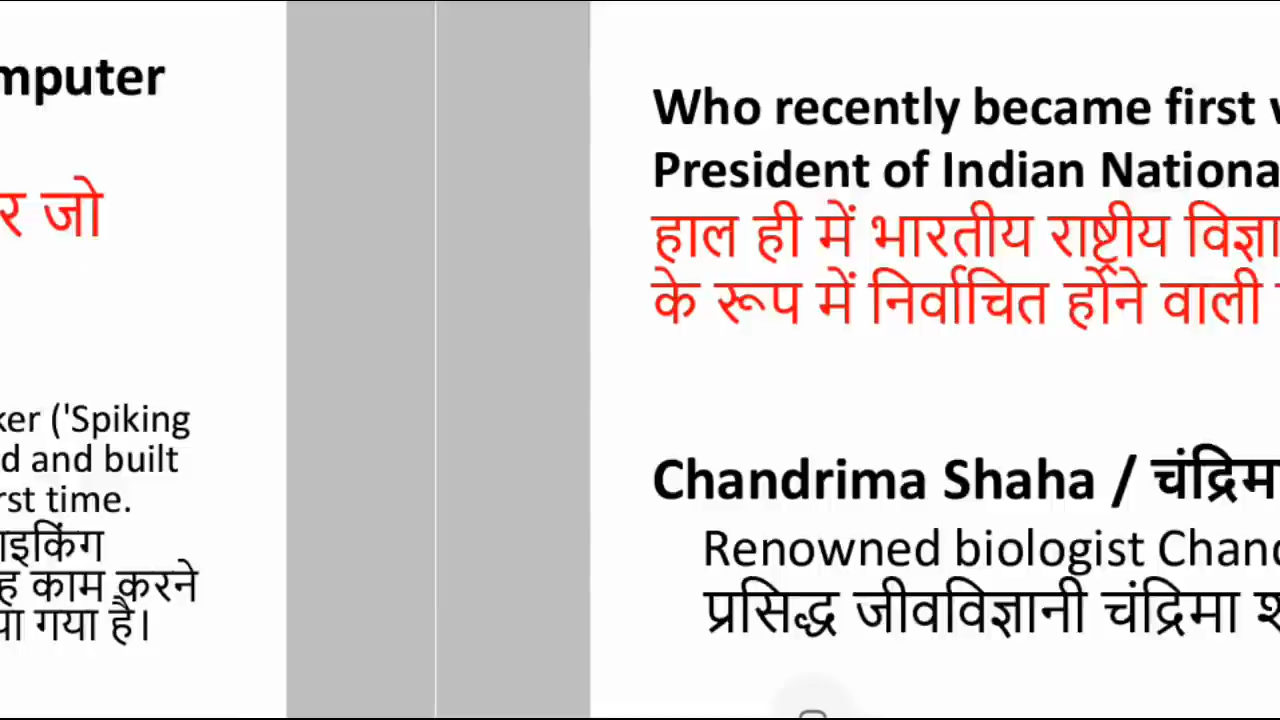 mputer
र जो
ker ('Spiking
d and built
rst time.
ाइकिंग
ह काम करने
या गया है।
Who recently became first
President of Indian Nationa
हाल ही में भारतीय राष्ट्रीय विज्ञा
के रूप में निर्वाचित होने वाली
Chandrima Shaha / चंद्रिम
Renowned biologist Chan
प्रसिद्ध जीवविज्ञानी चंद्रिमा श